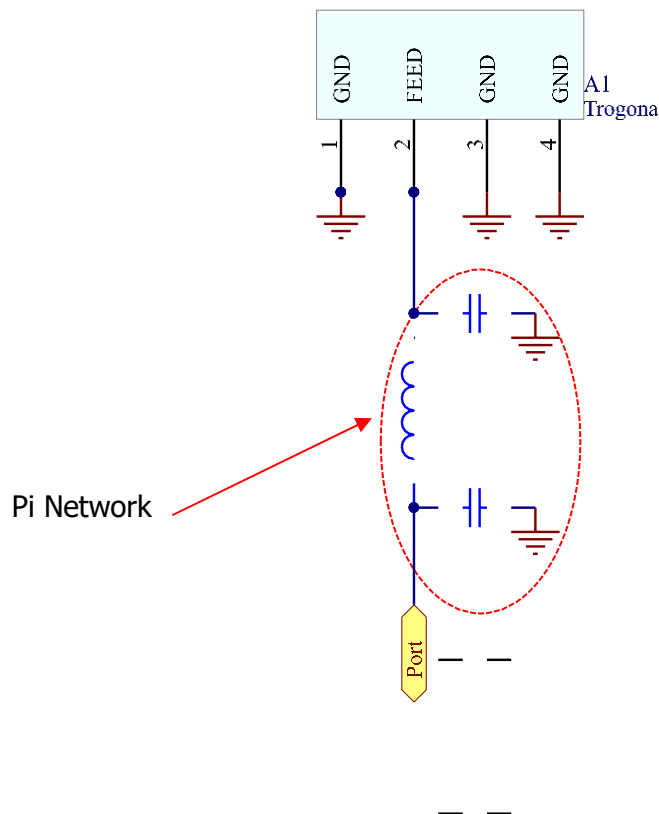 GND
FEED
GND
GND
A1
Trogona
1
2
3
4
Pi Network
Port